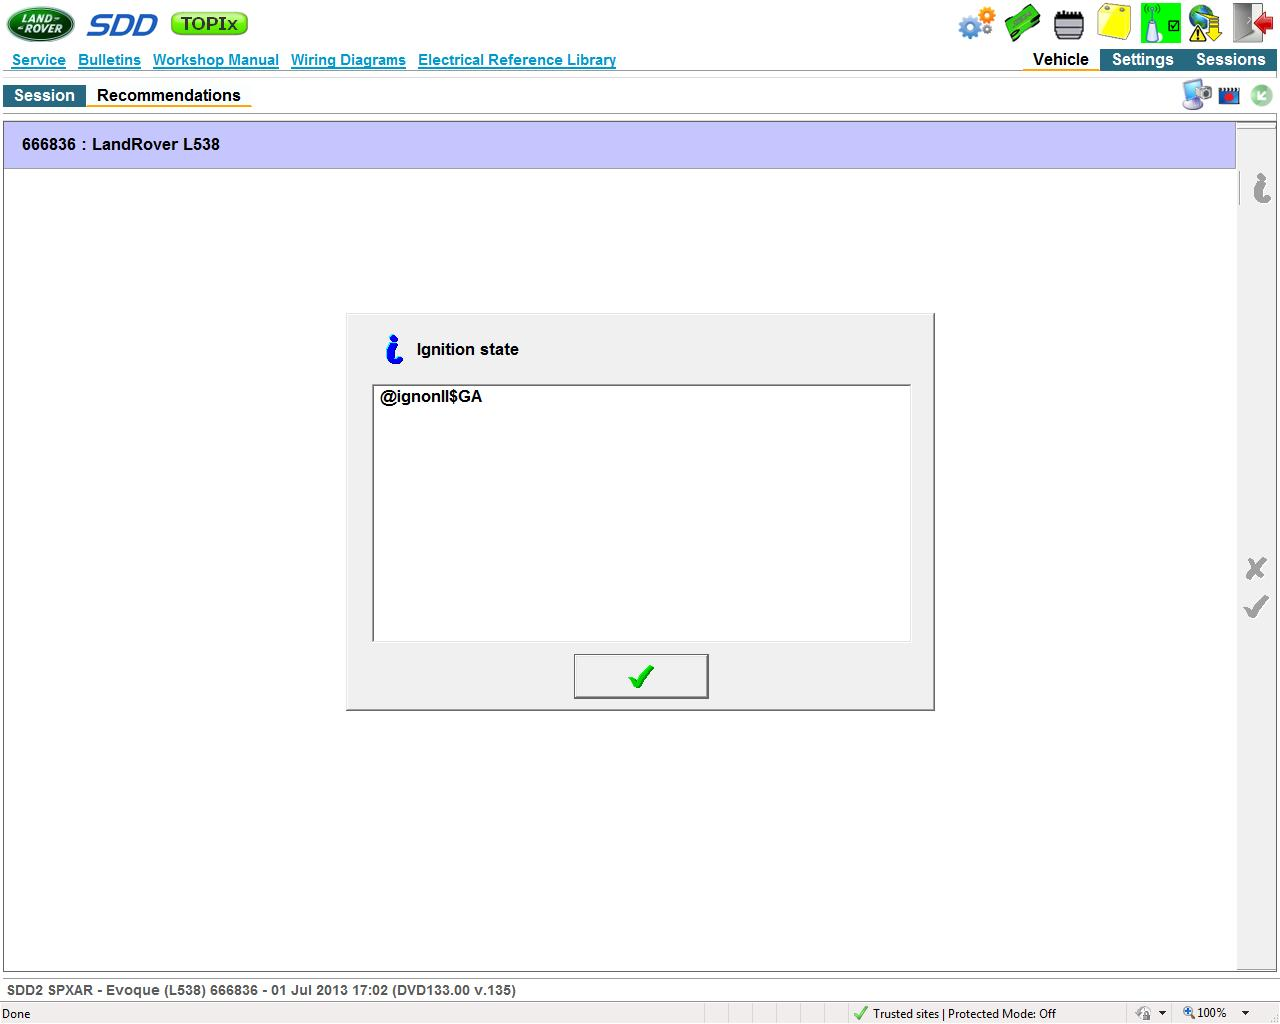 LAND-
-ROVER
SDD
TOPIx
Service Bulletins Workshop Manual Wiring Diagrams Electrical Reference Library
Vehicle Settings Sessions
Session Recommendations
666836 : LandRover L538
Ignition state
@ignonII$GA
SDD2 SPXAR - Evoque (L538) 666836 - 01 Jul 2013 17:02 (DVD133.00 v.135)
Done
Trusted sites | Protected Mode: Off
100%